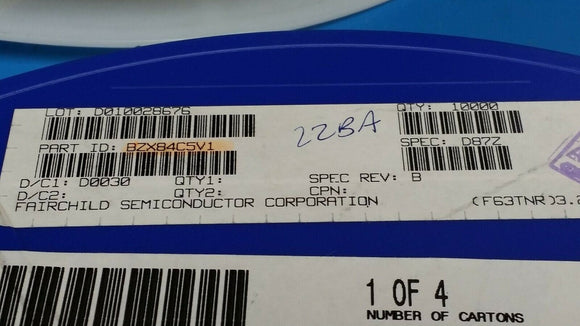 LOT: D010028676
QTY: 10000
22BA
PART ID: BZX84C5V1
SPEC: D87Z
D/C1: D0030 QTY1: SPEC REV: B
D/C2: QTY2: CPN:
FAIRCHILD SEMICONDUCTOR CORPORATION (F63TNR)3.2
1 OF 4
NUMBER OF CARTONS